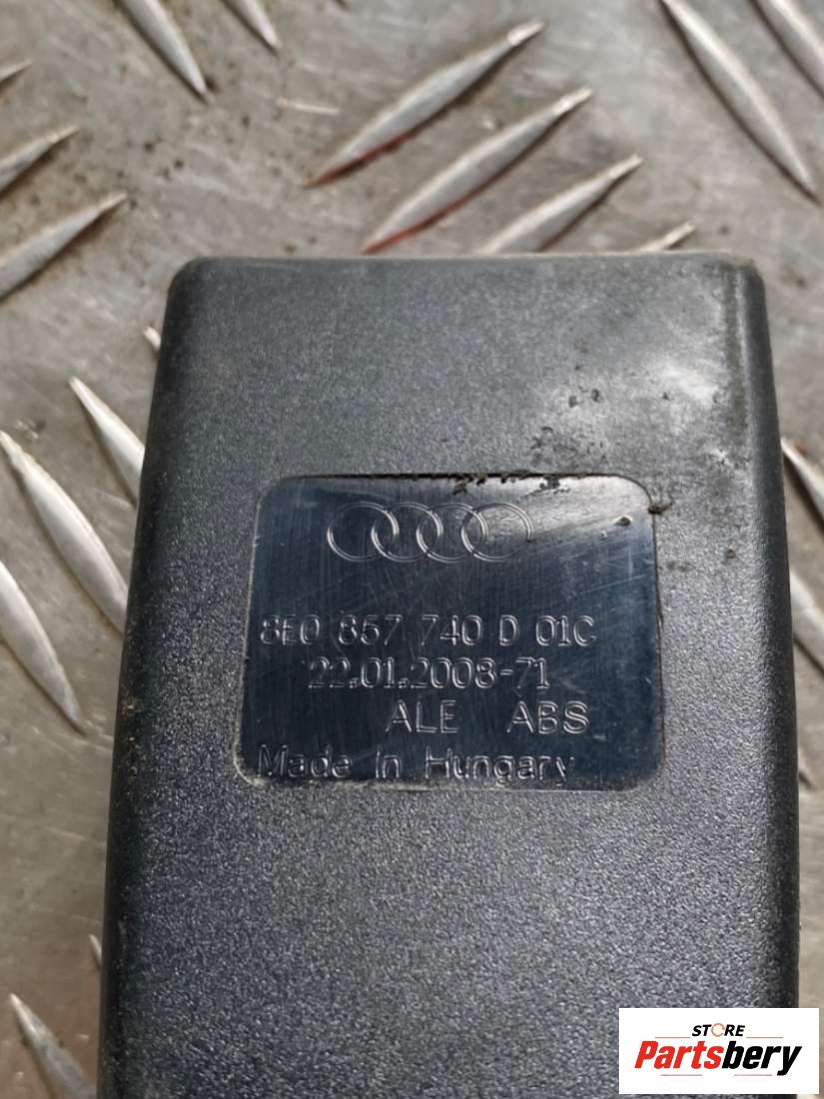 8E0 857 740 D 01C
22.01.2008-71
ALE ABS
Made in Hungary
STORE
Partsbery